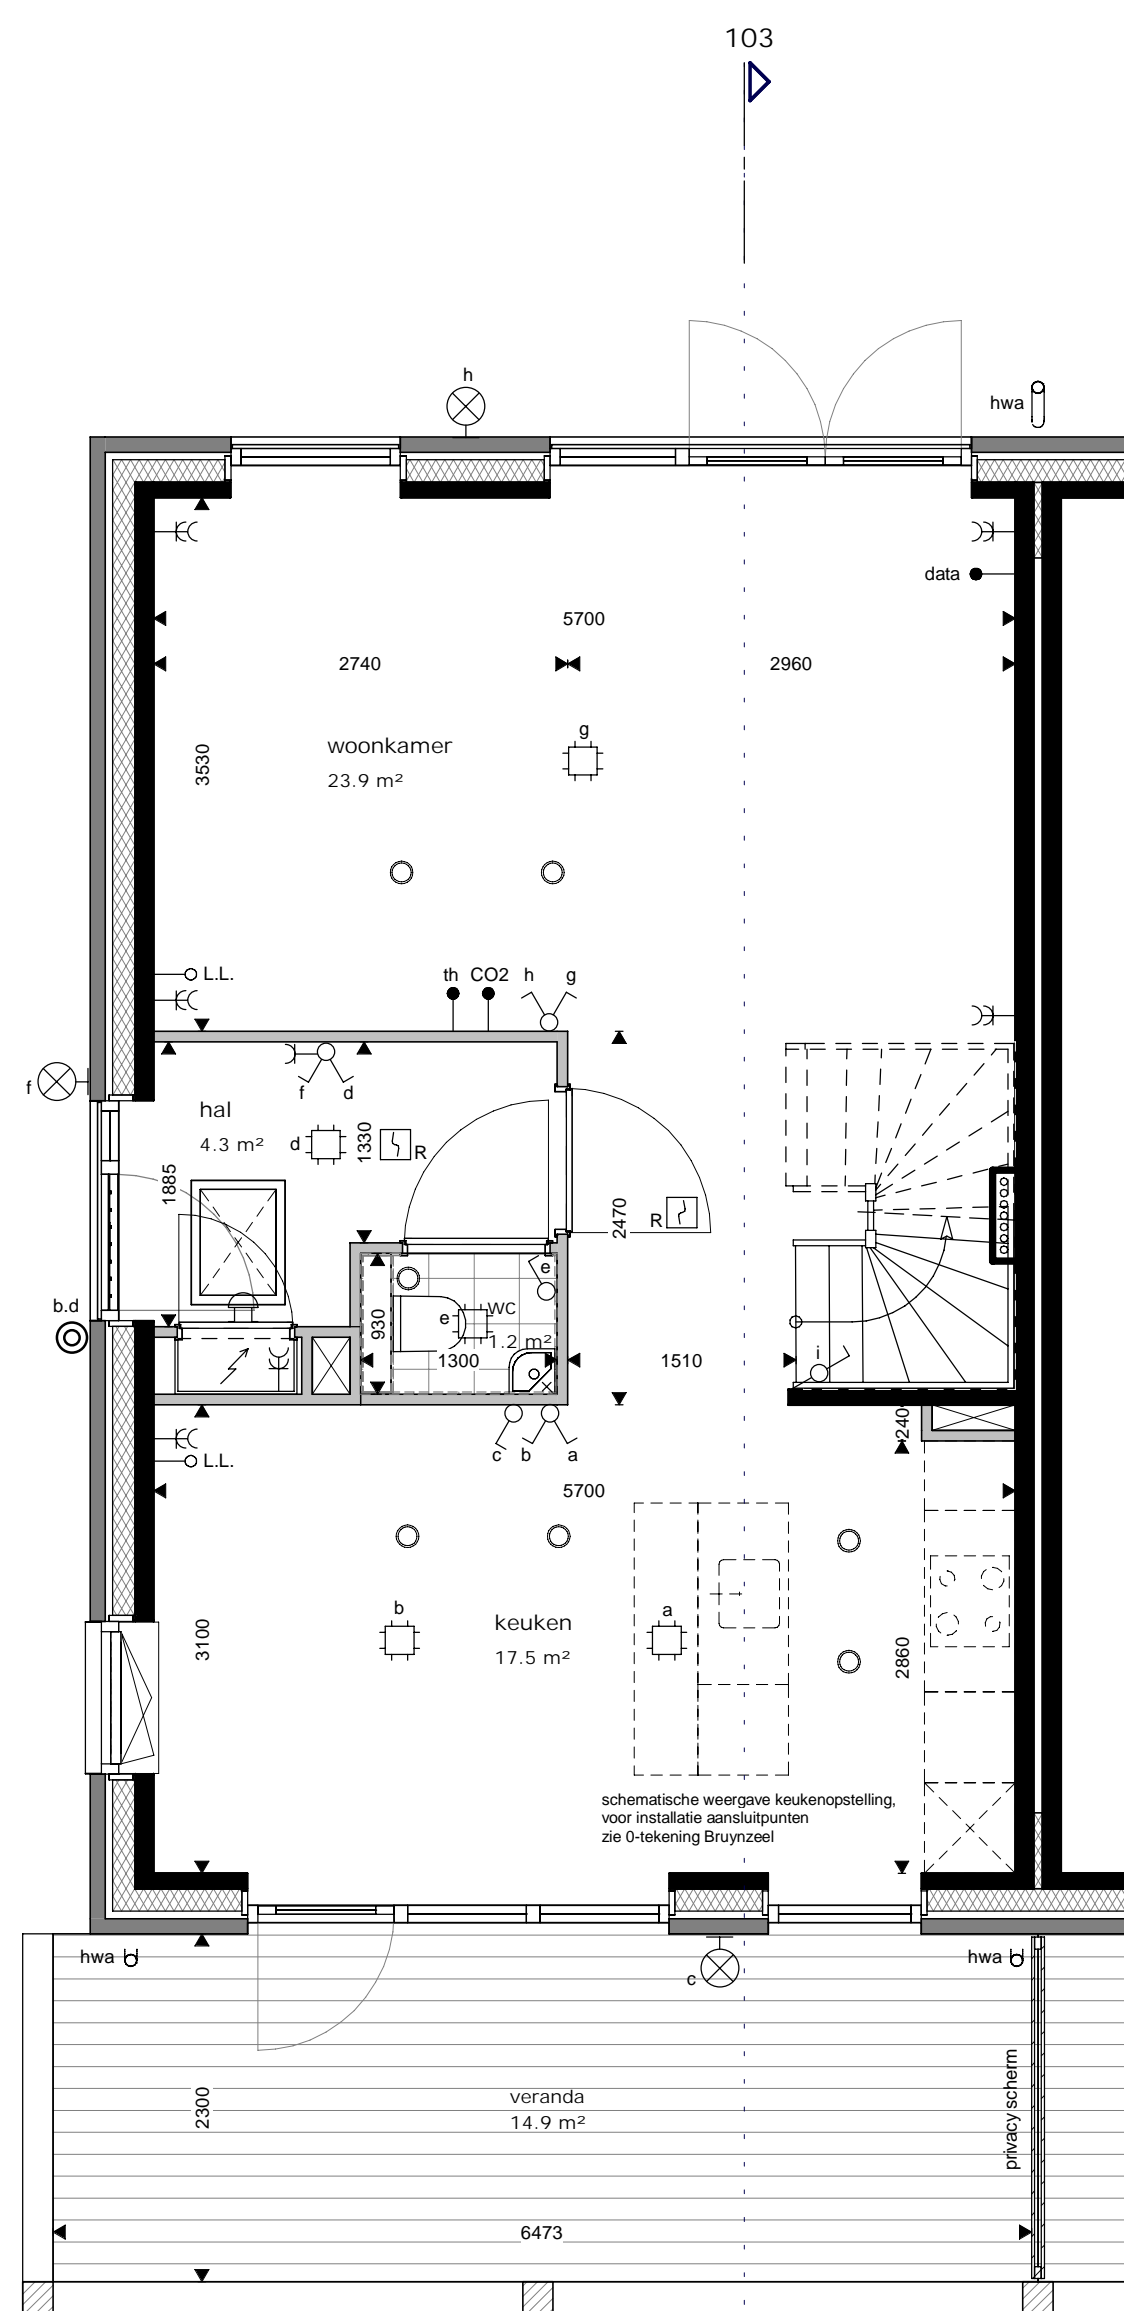 103
h
hwa
data
5700
2740
2960
g
woonkamer
23.9 m²
3530
L.L.
th
CO2
h
g
f
f
d
hal
4.3 m²
d
1330
R
1885
2470
R
b.d
e
e
WC
1.2 m²
930
1300
1510
i
c
b
a
240
L.L.
5700
b
a
keuken
17.5 m²
3100
2860
schematische weergave keukenopstelling,
voor installatie aansluitpunten
zie 0-tekening Bruynzeel
hwa
c
hwa
veranda
14.9 m²
2300
privacy scherm
6473